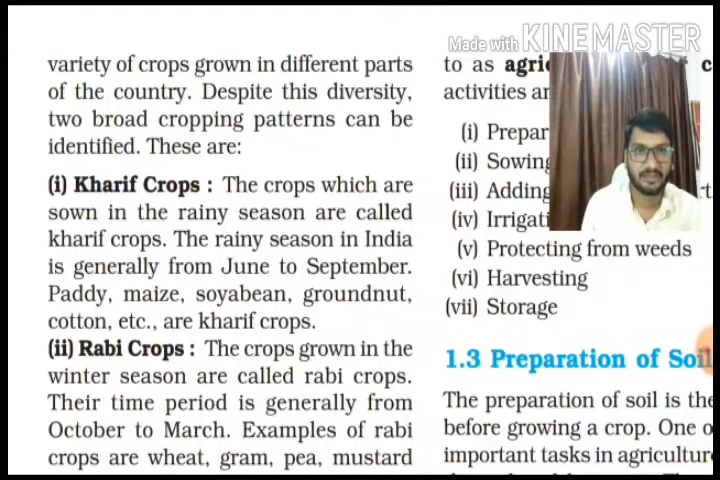 Made with KINEMASTER
variety of crops grown in different parts
of the country. Despite this diversity,
two broad cropping patterns can be
identified. These are:
(i) Kharif Crops : The crops which are
sown in the rainy season are called
kharif crops. The rainy season in India
is generally from June to September.
Paddy, maize, soyabean, groundnut,
cotton, etc., are kharif crops.
(ii) Rabi Crops : The crops grown in the
winter season are called rabi crops.
Their time period is generally from
October to March. Examples of rabi
crops are wheat, gram, pea, mustard
to as
activities
(i)
(ii) Sowing
(iii) Adding
(iv)
(v) Protecting from weeds
(vi) Harvesting
(vii) Storage
1.3 Preparation of Soil
The preparation of soil is the
before growing a crop. One
important tasks in agriculture